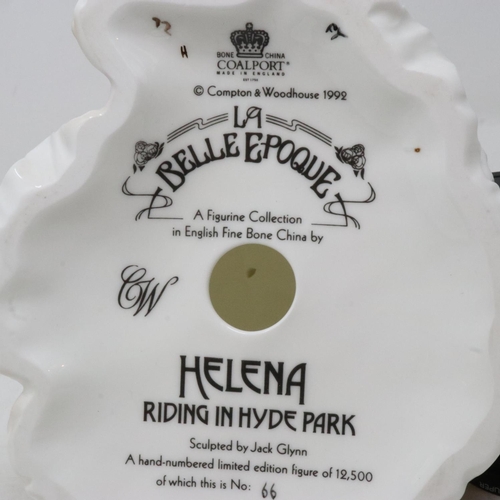 H
BONE CHINA
COALPORT®
MADE IN ENGLAND
EST 1750
© Compton & Woodhouse 1992
LA
BELLE EPOQUE
A Figurine Collection
in English Fine Bone China by
CW
HELENA
RIDING IN HYDE PARK
Sculpted by Jack Glynn
A hand-numbered limited edition figure of 12,500
of which this is No: 66